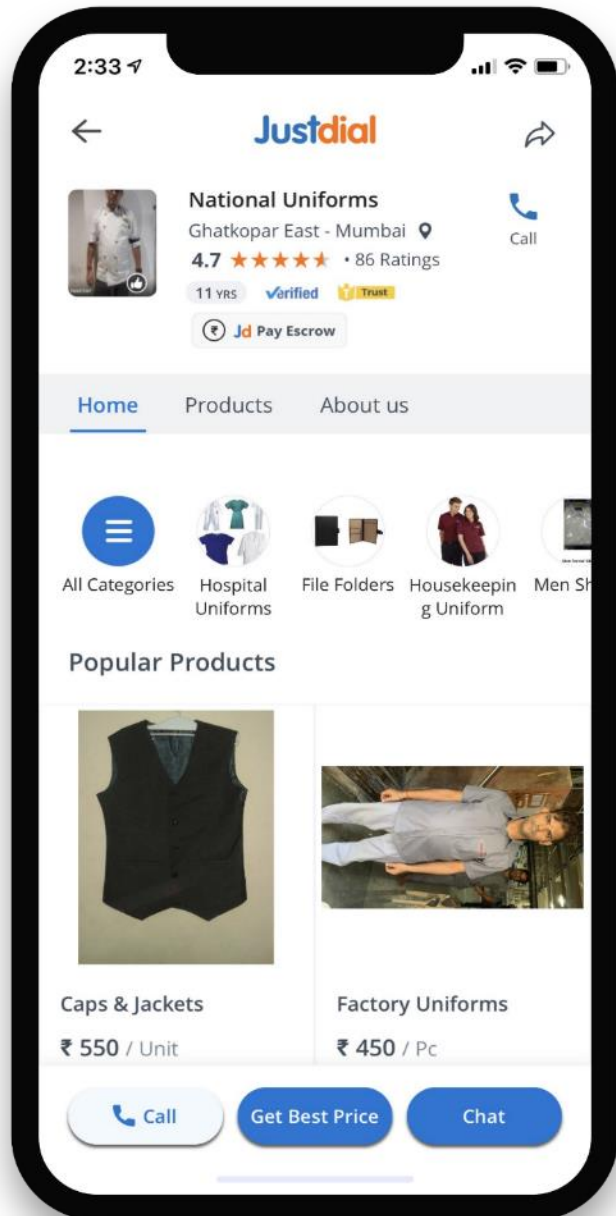 2:33
Justdial
National Uniforms
Ghatkopar East - Mumbai
Call
4.7 ★★★★★ • 86 Ratings
11 YRS Verified T Trust
₹ Jd Pay Escrow
Home Products About us
All Categories
Hospital Uniforms
File Folders
Housekeepin
g Uniform
Men Sh
Popular Products
Caps & Jackets
Factory Uniforms
₹ 550 / Unit
₹ 450 / Pc
Call
Get Best Price
Chat